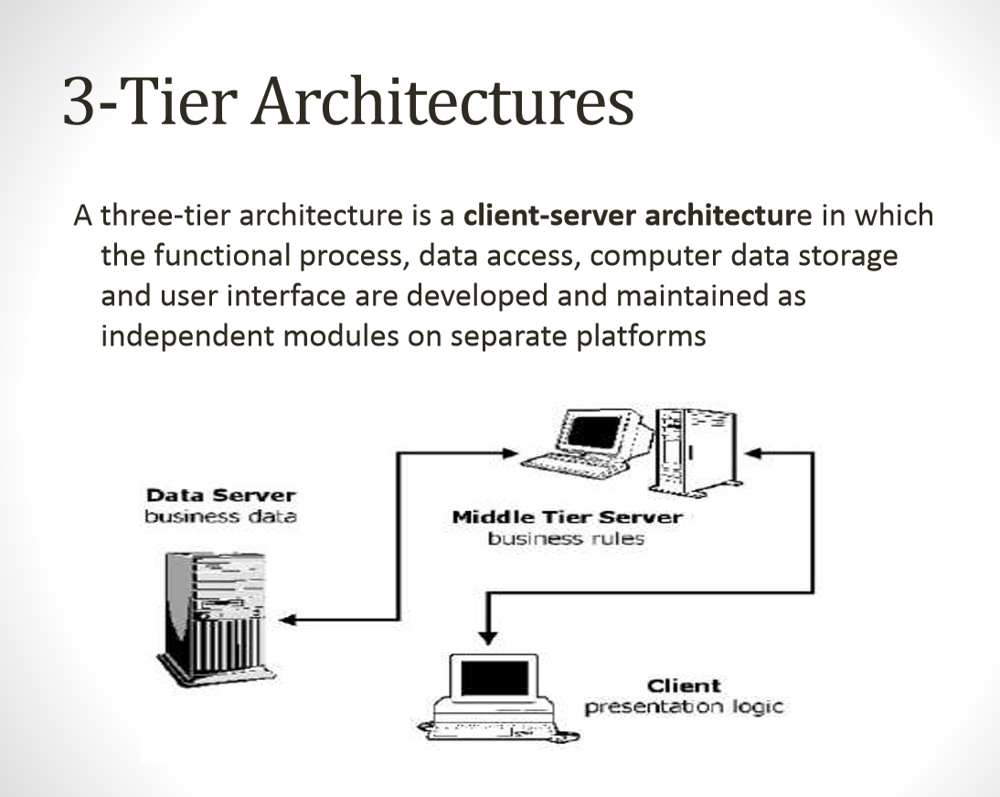 3-Tier Architectures
A three-tier architecture is a client-server architecture in which
the functional process, data access, computer data storage
and user interface are developed and maintained as
independent modules on separate platforms
Data Server
business data
Middle Tier Server
business rules
Client
presentation logic